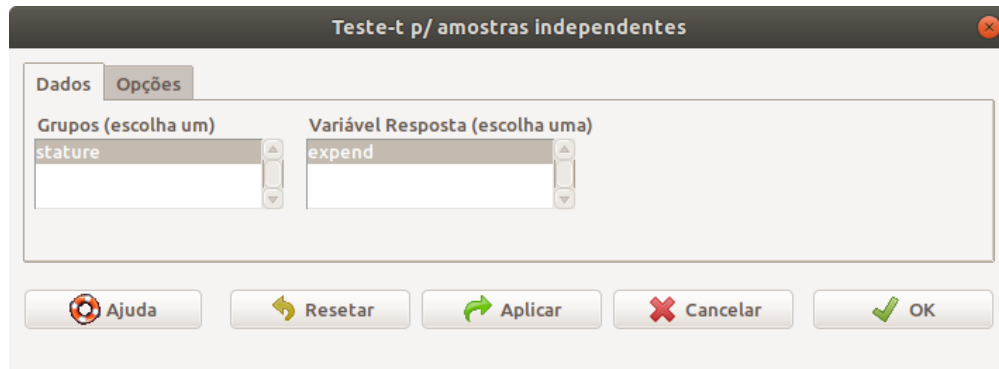 Teste-t p/ amostras independentes
Dados Opções
Grupos (escolha um) Variável Resposta (escolha uma)
stature expend
Ajuda Resetar Aplicar Cancelar OK